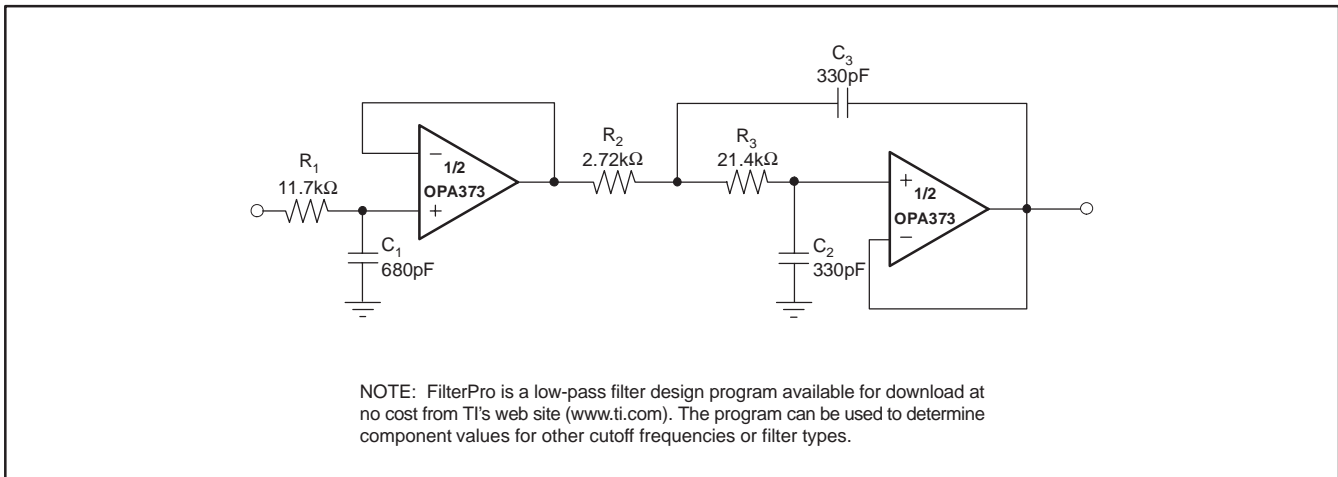 C3
330pF
R1
11.7kΩ
−
1/2
OPA373
+
C1
680pF
R2
2.72kΩ
R3
21.4kΩ
C2
330pF
+
1/2
OPA373
−
NOTE: FilterPro is a low-pass filter design program available for download at
no cost from TI's web site (www.ti.com). The program can be used to determine
component values for other cutoff frequencies or filter types.